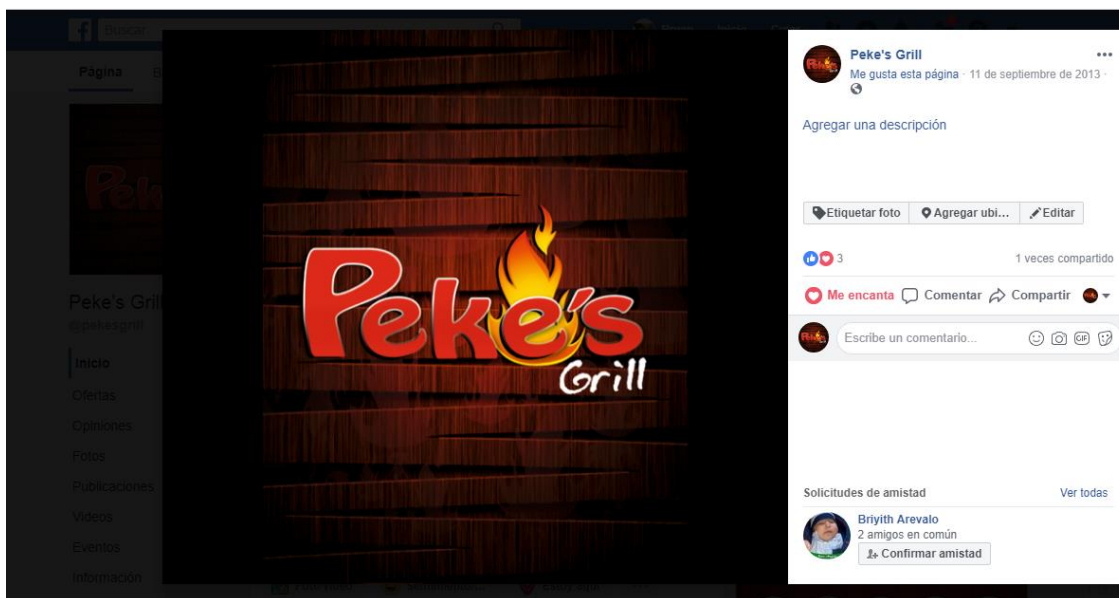 Buscar
Inicio
Página
Peke's Grill
@pekesgrill
Inicio
Ofertas
Opiniones
Fotos
Publicaciones
Videos
Eventos
Información
Peke's
Grill
Peke's Grill
Me gusta esta página · 11 de septiembre de 2013 ·
Agregar una descripción
Etiquetar foto
Agregar ubi...
Editar
3
1 veces compartido
Me encanta
Comentar
Compartir
Escribe un comentario...
GIF
Solicitudes de amistad
Ver todas
Briyith Arevalo
2 amigos en común
Confirmar amistad